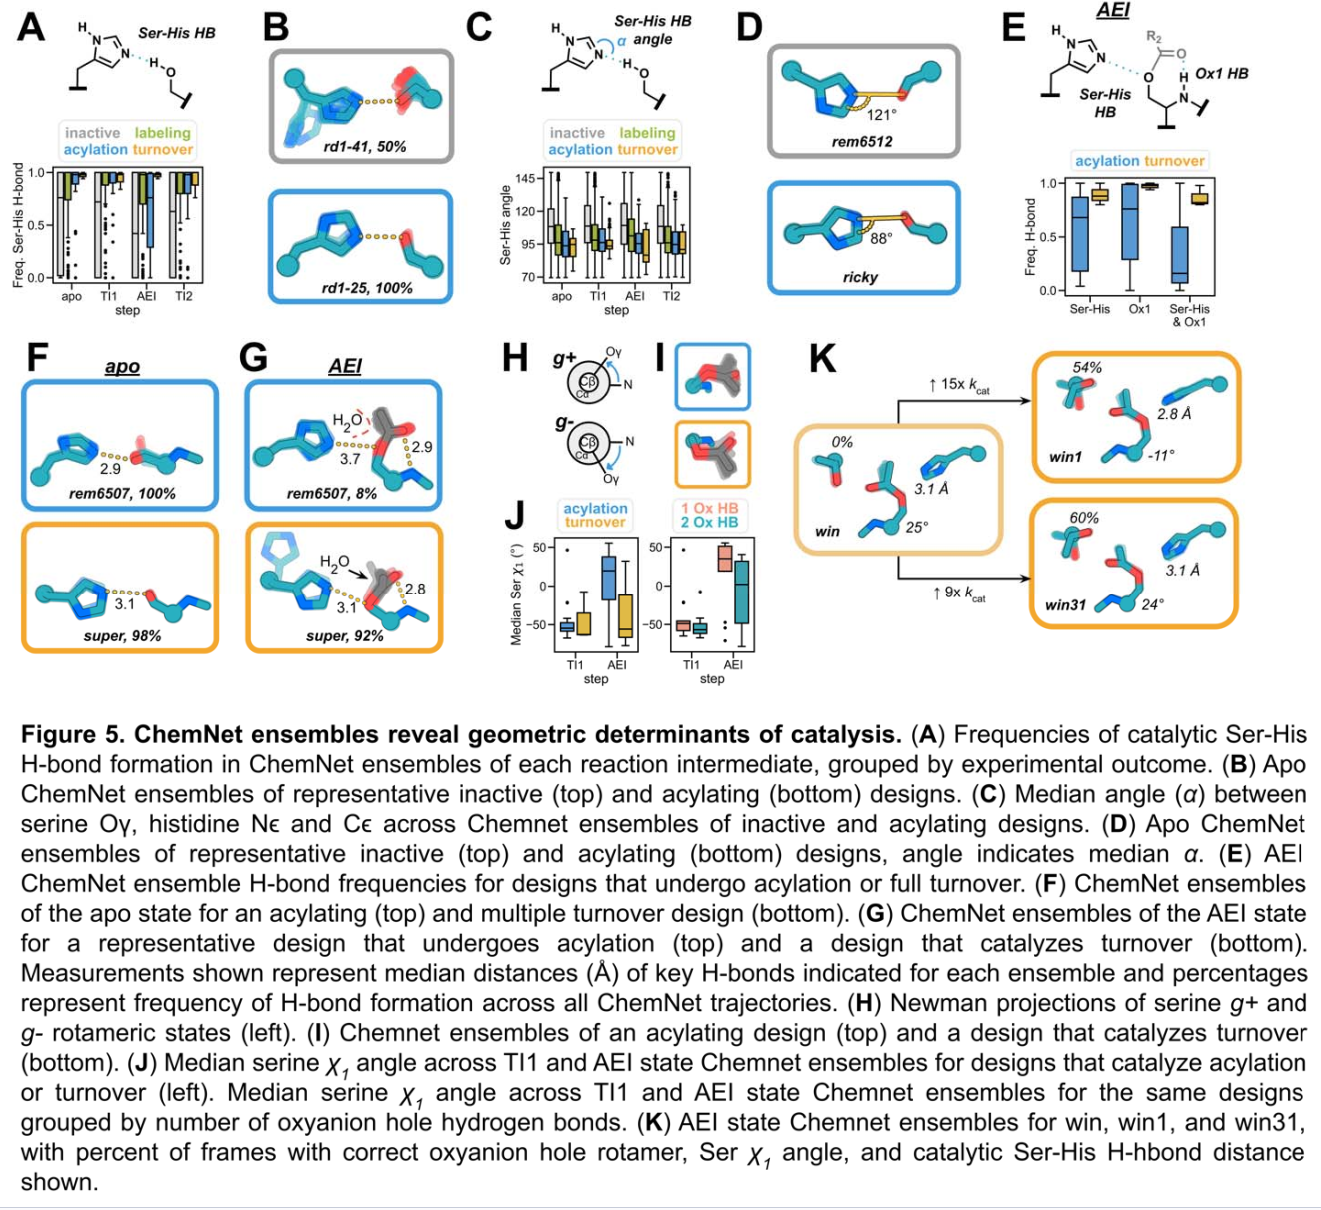 A
H
N
N
Ser-His HB
H
O
inactive labeling
acylation turnover
Freq. Ser-His H-bond
1.0
0.5
0.0
apo TI1 AEI TI2
step
B
rd1-41, 50%
rd1-25, 100%
C
H
N
N
α
Ser-His HB
angle
H
O
inactive labeling
acylation turnover
Ser-His angle
145
120
95
70
apo TI1 AEI TI2
step
D
121°
rem6512
88°
ricky
E
AEI
H
N
N
R2
O
O
H
N
Ox1 HB
Ser-His
HB
acylation turnover
Freq. H-bond
1.0
0.5
0.0
Ser-His Ox1 Ser-His
& Ox1
F
apo
2.9
rem6507, 100%
3.1
super, 98%
G
AEI
H2O
3.7
2.9
rem6507, 8%
H2O
3.1
2.8
super, 92%
H
g+
Oγ
Cβ
Cα
N
g-
Cβ
Cα
N
Oγ
I
J
acylation
turnover
1 Ox HB
2 Ox HB
Median Ser χ1 (°)
50
0
−50
TI1 AEI
step
50
0
−50
TI1 AEI
step
K
0%
3.1 Å
25°
win
↑ 15x kcat
↑ 9x kcat
54%
2.8 Å
-11°
win1
60%
3.1 Å
24°
win31
Figure 5. ChemNet ensembles reveal geometric determinants of catalysis. (A) Frequencies of catalytic Ser-His
H-bond formation in ChemNet ensembles of each reaction intermediate, grouped by experimental outcome. (B) Apo
ChemNet ensembles of representative inactive (top) and acylating (bottom) designs. (C) Median angle (α) between
serine Oγ, histidine Nϵ and Cϵ across Chemnet ensembles of inactive and acylating designs. (D) Apo ChemNet
ensembles of representative inactive (top) and acylating (bottom) designs, angle indicates median α. (E) AEI
ChemNet ensemble H-bond frequencies for designs that undergo acylation or full turnover. (F) ChemNet ensembles
of the apo state for an acylating (top) and multiple turnover design (bottom). (G) ChemNet ensembles of the AEI state
for a representative design that undergoes acylation (top) and a design that catalyzes turnover (bottom).
Measurements shown represent median distances (Å) of key H-bonds indicated for each ensemble and percentages
represent frequency of H-bond formation across all ChemNet trajectories. (H) Newman projections of serine g+ and
g- rotameric states (left). (I) Chemnet ensembles of an acylating design (top) and a design that catalyzes turnover
(bottom). (J) Median serine χ1 angle across TI1 and AEI state Chemnet ensembles for designs that catalyze acylation
or turnover (left). Median serine χ1 angle across TI1 and AEI state Chemnet ensembles for the same designs
grouped by number of oxyanion hole hydrogen bonds. (K) AEI state Chemnet ensembles for win, win1, and win31,
with percent of frames with correct oxyanion hole rotamer, Ser χ1 angle, and catalytic Ser-His H-hbond distance
shown.